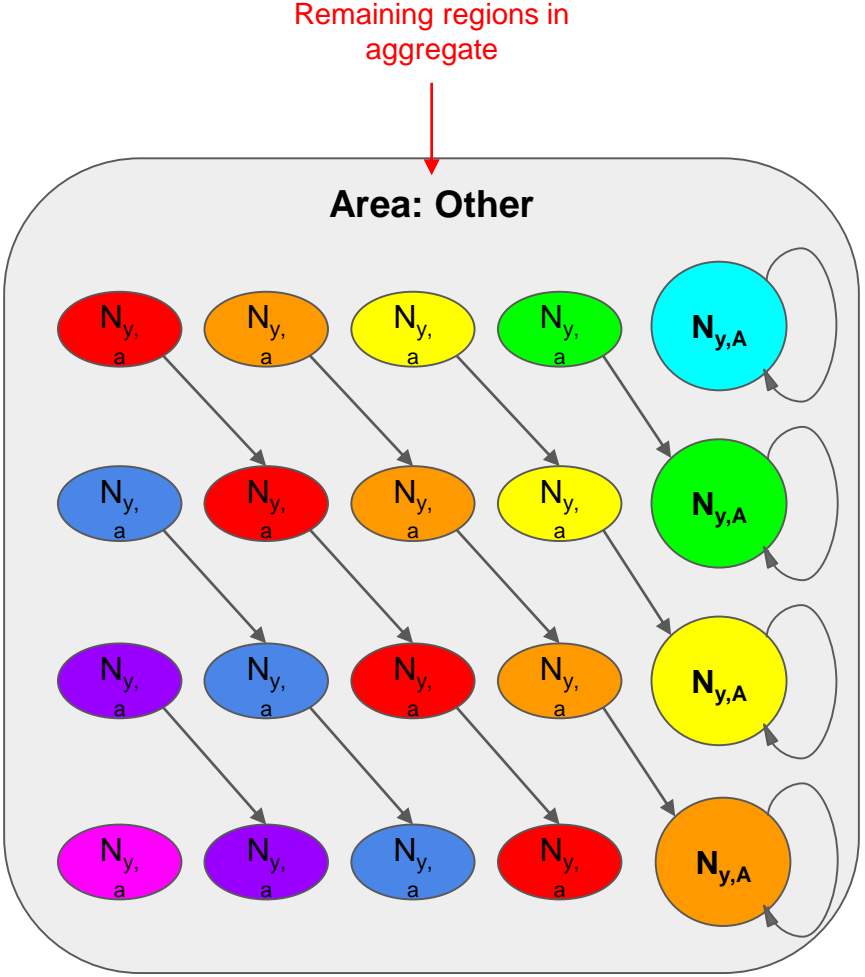 Remaining regions in
aggregate
Area: Other
N y, a N y, a N y, a N y, a N y,A
N y, a N y, a N y, a N y, a N y,A
N y, a N y, a N y, a N y, a N y,A
N y, a N y, a N y, a N y, a N y,A